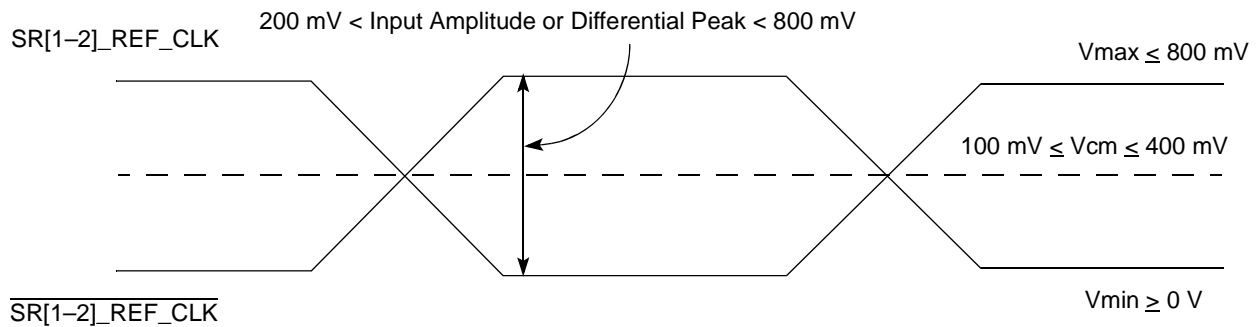 200 mV < Input Amplitude or Differential Peak < 800 mV
SR[1–2]_REF_CLK
Vmax ≤ 800 mV
100 mV ≤ Vcm ≤ 400 mV
Vmin ≥ 0 V
SR[1–2]_REF_CLK